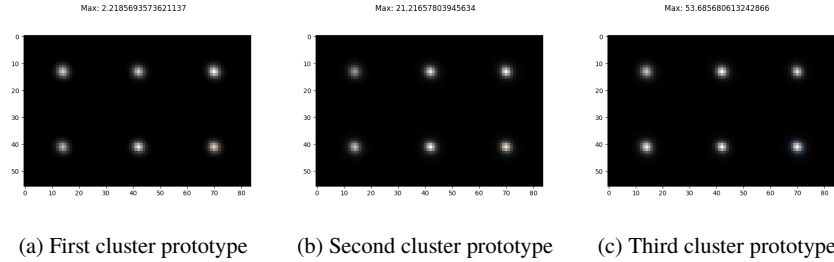 Max: 2.2185693573621137
Max: 21.21657803945634
Max: 53.685680613242866
0
10
20
30
40
50
0 10 20 30 40 50 60 70 80
0
10
20
30
40
50
0 10 20 30 40 50 60 70 80
0
10
20
30
40
50
0 10 20 30 40 50 60 70 80
(a) First cluster prototype
(b) Second cluster prototype
(c) Third cluster prototype